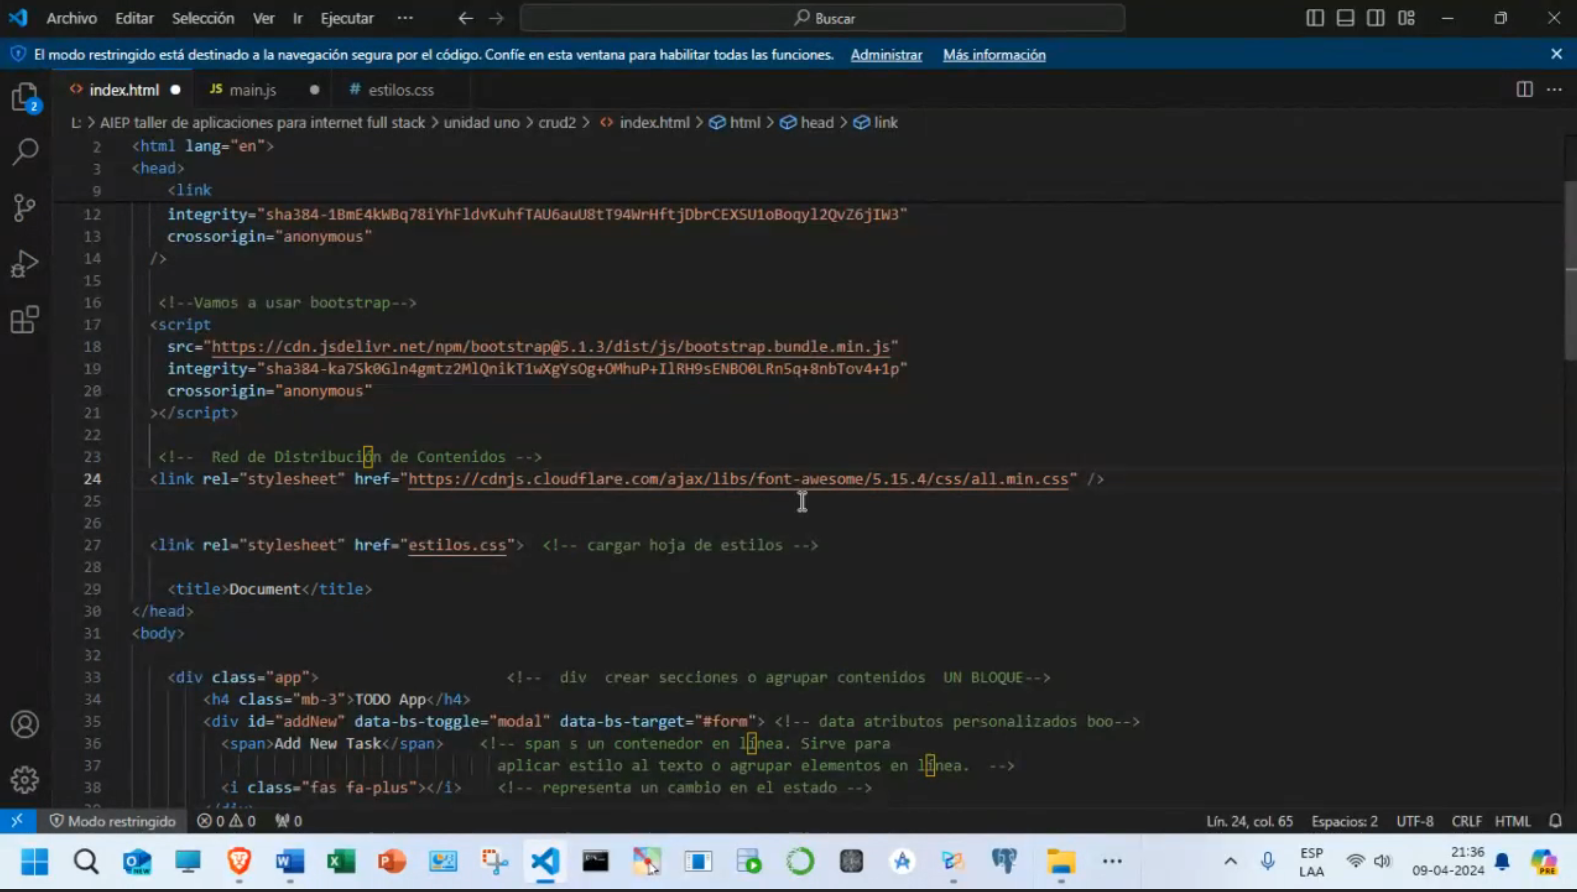 Archivo Editar Selección Ver Ir Ejecutar ··· Buscar
El modo restringido está destinado a la navegación segura por el código. Confíe en esta ventana para habilitar todas las funciones. Administrar Más información
2 <> index.html JS main.js # estilos.css ···
L: > AIEP taller de aplicaciones para internet full stack > unidad uno > crud2 > <> index.html > html > head > link
2 <html lang="en">
3 <head>
9 <link
12 integrity="sha384-1BmE4kWBq78iYhFldvKuhfTAU6auU8tT94WrHftjDbrCEXSU1oBoqyl2QvZ6jIW3"
13 crossorigin="anonymous"
14 />
15
16 <!--Vamos a usar bootstrap-->
17 <script
18 src="https://cdn.jsdelivr.net/npm/bootstrap@5.1.3/dist/js/bootstrap.bundle.min.js"
19 integrity="sha384-ka7Sk0Gln4gmtz2MlQnikT1wXgYsOg+OMhuP+IlRH9sENBO0LRn5q+8nbTov4+1p"
20 crossorigin="anonymous"
21 ></script>
22
23 <!-- Red de Distribución de Contenidos -->
24 <link rel="stylesheet" href="https://cdnjs.cloudflare.com/ajax/libs/font-awesome/5.15.4/css/all.min.css" />
25
26
27 <link rel="stylesheet" href="estilos.css"> <!-- cargar hoja de estilos -->
28
29 <title>Document</title>
30 </head>
31 <body>
32
33 <div class="app"> <!-- div crear secciones o agrupar contenidos UN BLOQUE-->
34 <h4 class="mb-3">TODO App</h4>
35 <div id="addNew" data-bs-toggle="modal" data-bs-target="#form"> <!-- data atributos personalizados boo-->
36 <span>Add New Task</span> <!-- span s un contenedor en línea. Sirve para
37 aplicar estilo al texto o agrupar elementos en línea. -->
38 <i class="fas fa-plus"></i> <!-- representa un cambio en el estado -->
39 </div>
Modo restringido 0 0 0 Lín. 24, col. 65 Espacios: 2 UTF-8 CRLF HTML
ESP
LAA
21:36
09-04-2024
NEW
PRE